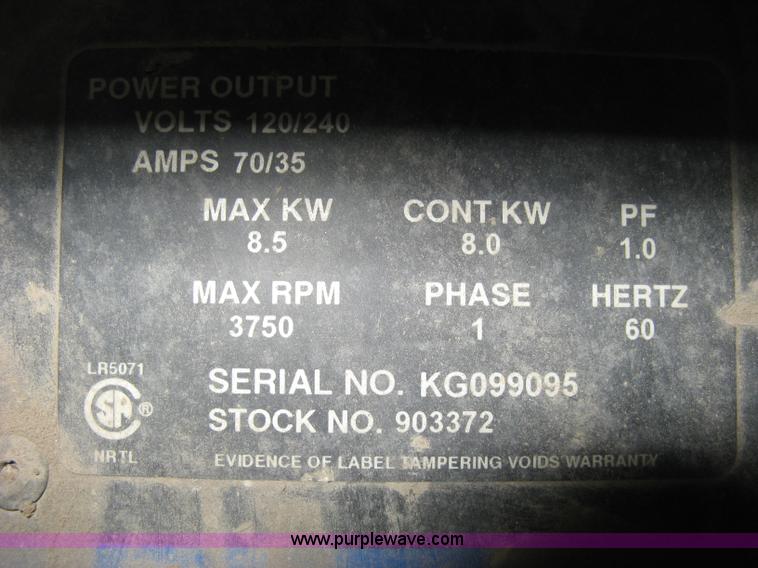 POWER OUTPUT
VOLTS 120/240
AMPS 70/35
MAX KW CONT. KW PF
8.5 8.0 1.0
MAX RPM PHASE HERTZ
3750 1 60
LR5071
SERIAL NO. KG099095
SA ®
STOCK NO. 903372
NRTL
EVIDENCE OF LABEL TAMPERING VOIDS WARRANTY
www.purplewave.com